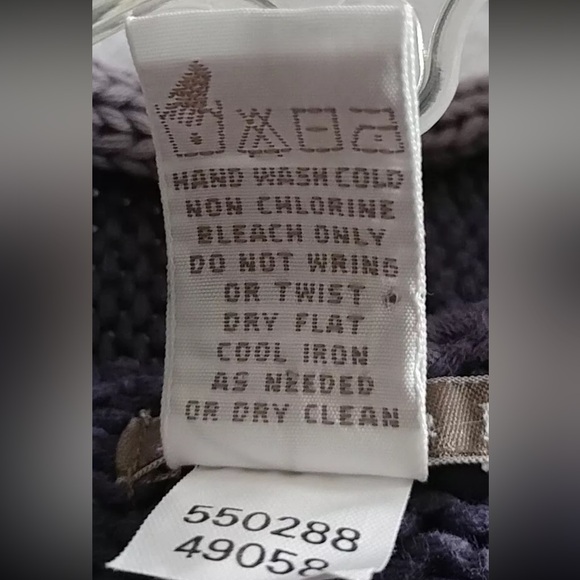 HAND WASH COLD
NON CHLORINE
BLEACH ONLY
DO NOT WRING
OR TWIST
DRY FLAT
COOL IRON
AS NEEDED
OR DRY CLEAN
550288
49058